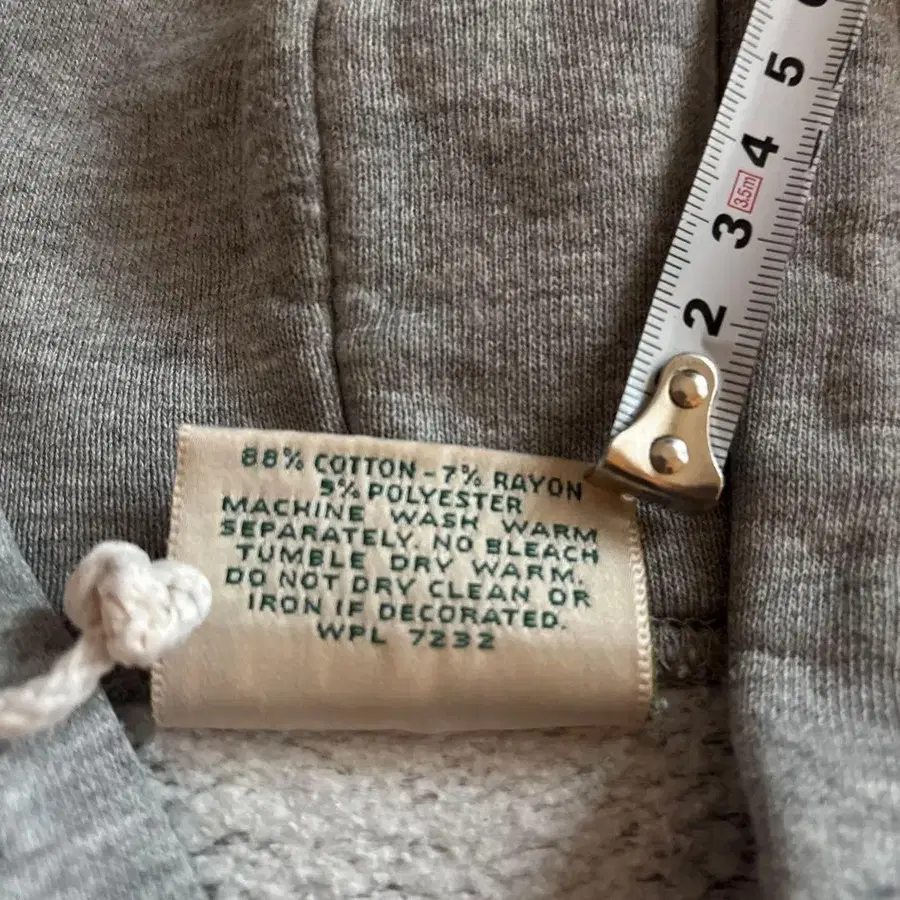 88% COTTON - 7% RAYON
5% POLYESTER
MACHINE WASH WARM
SEPARATELY. NO BLEACH
TUMBLE DRY WARM.
DO NOT DRY CLEAN OR
IRON IF DECORATED.
WPL 7232
5
4
3.5m
3
2